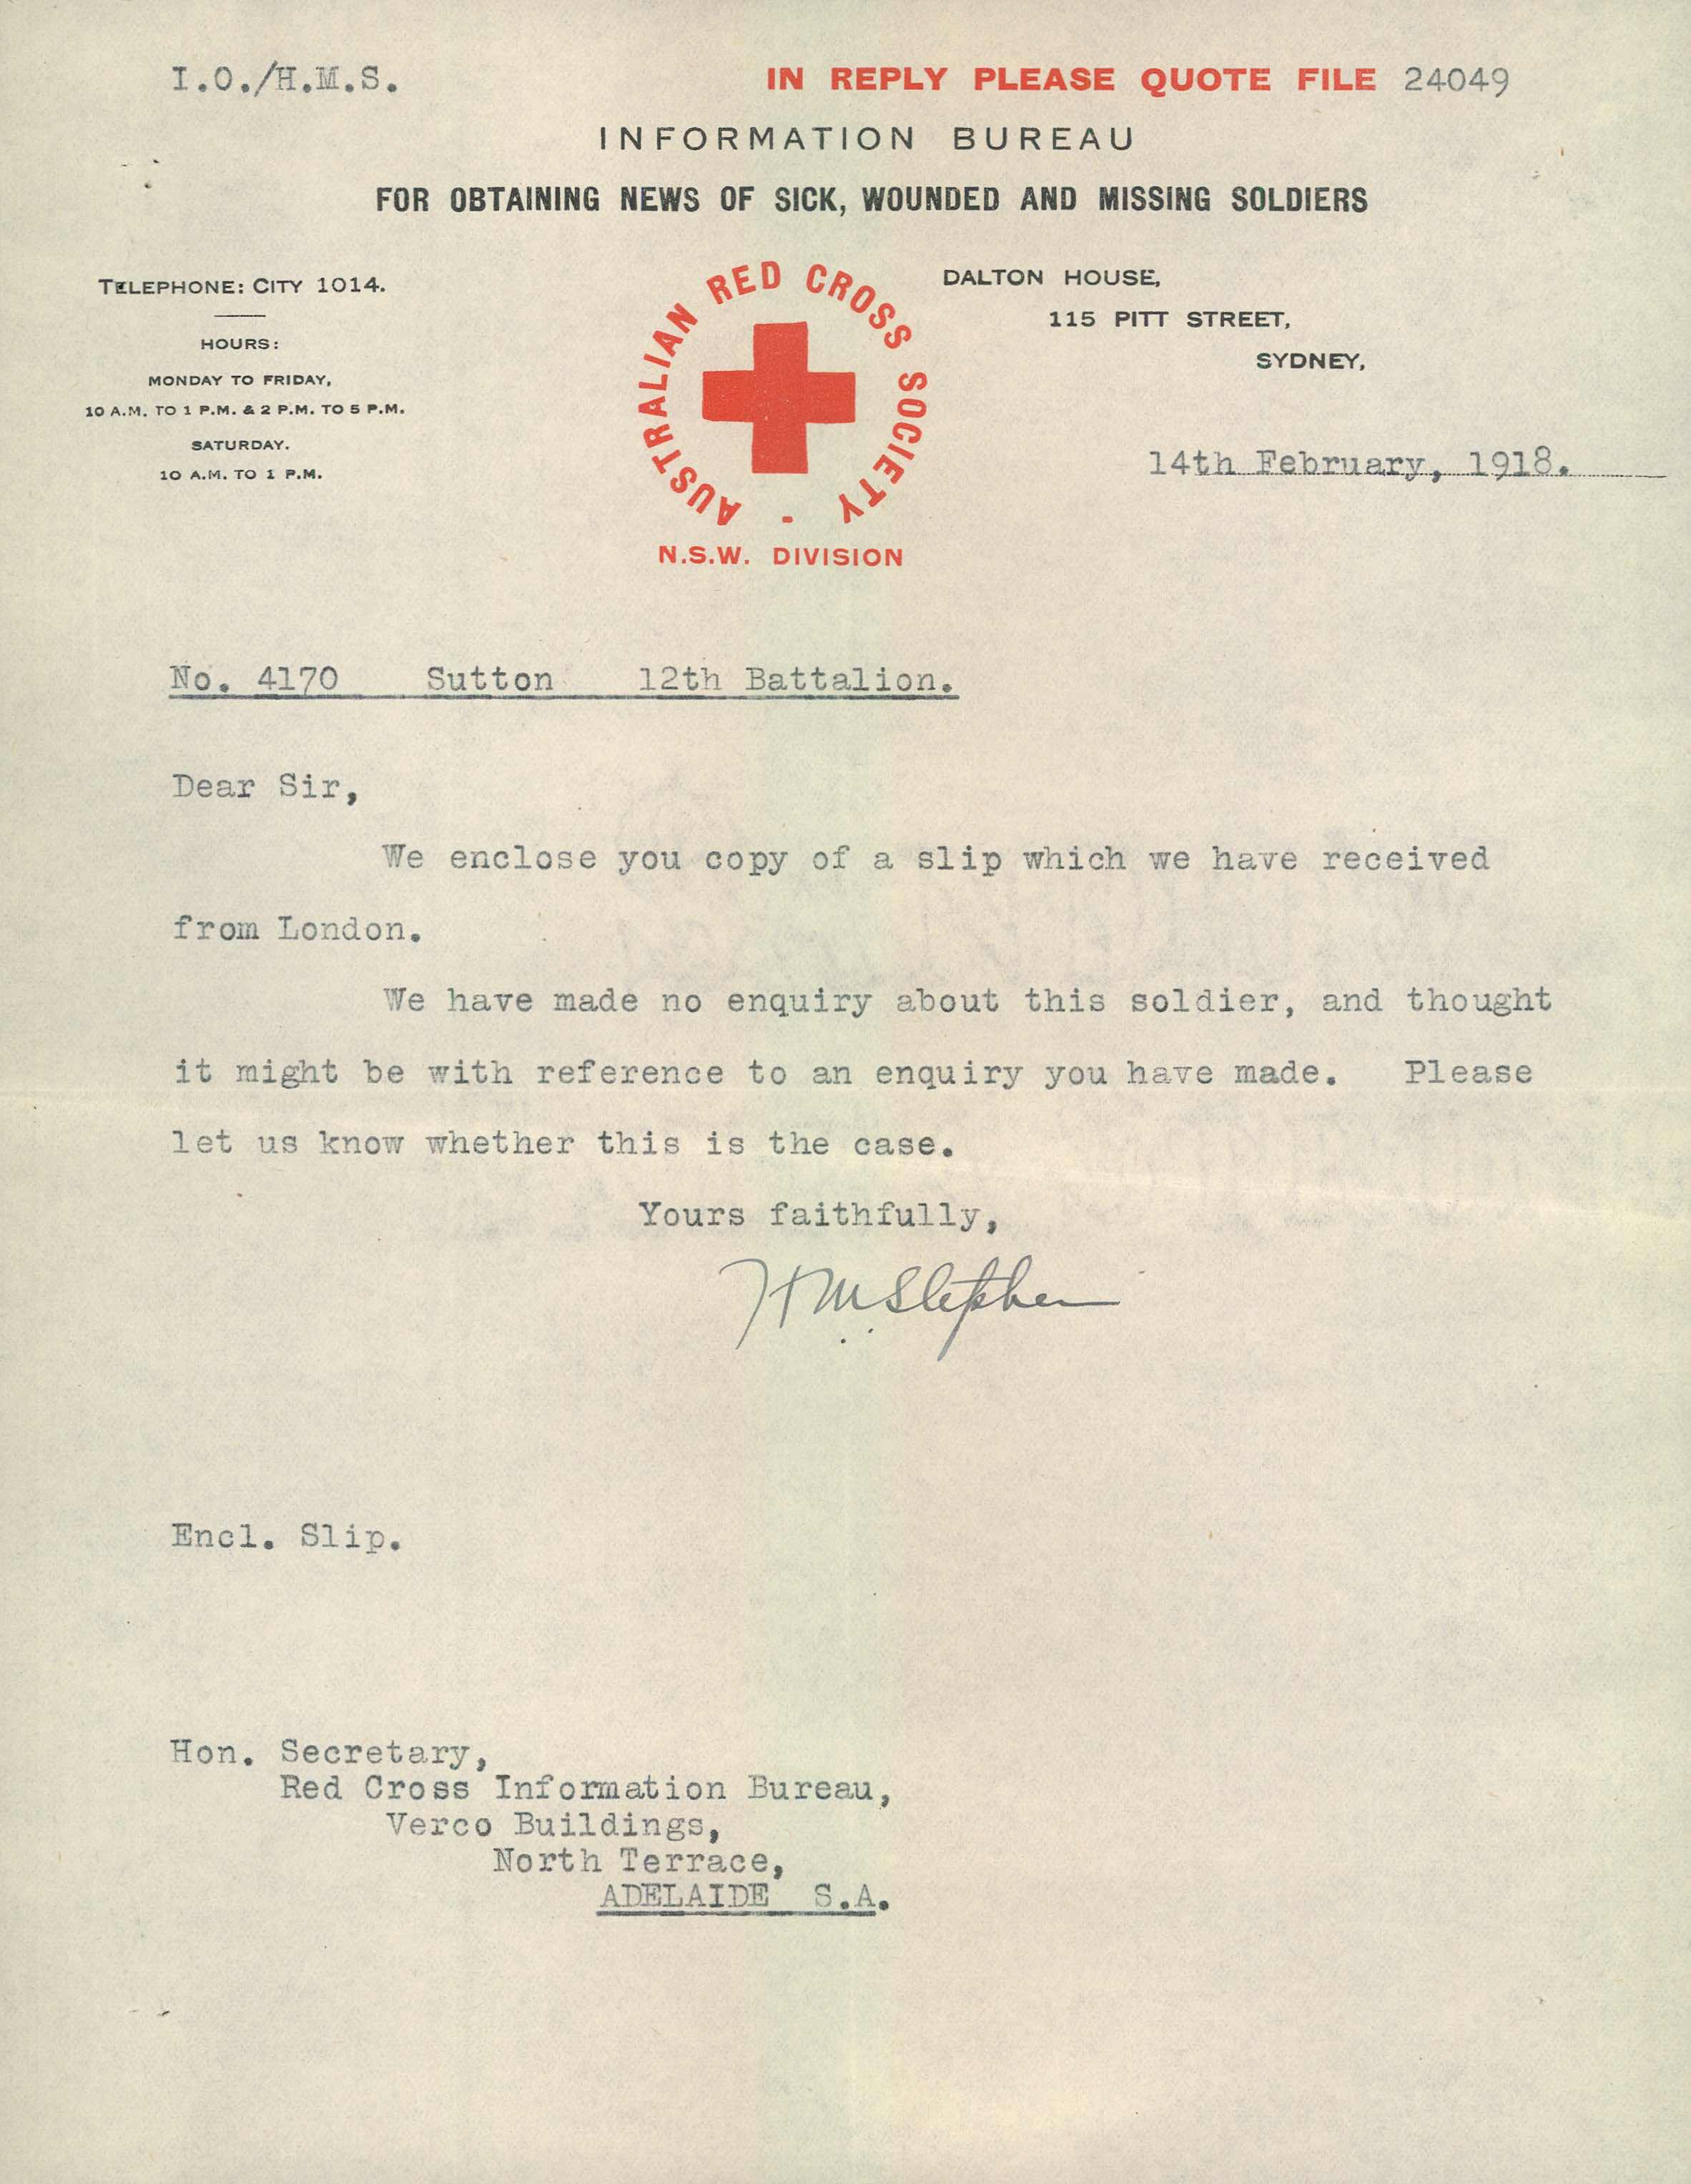 I.O./H.M.S.
IN REPLY PLEASE QUOTE FILE 24049
INFORMATION BUREAU
FOR OBTAINING NEWS OF SICK, WOUNDED AND MISSING SOLDIERS
TELEPHONE: CITY 1014.
HOURS:
MONDAY TO FRIDAY,
10 A.M. TO 1 P.M. & 2 P.M. TO 5 P.M.
SATURDAY.
10 A.M. TO 1 P.M.
AUSTRALIAN RED CROSS SOCIETY -
N.S.W. DIVISION
DALTON HOUSE,
115 PITT STREET,
SYDNEY,
14th February, 1918.
No. 4170 Sutton 12th Battalion.
Dear Sir,
We enclose you copy of a slip which we have received
from London.
We have made no enquiry about this soldier, and thought
it might be with reference to an enquiry you have made. Please
let us know whether this is the case.
Yours faithfully,
H M Stephen
Encl. Slip.
Hon. Secretary,
Red Cross Information Bureau,
Verco Buildings,
North Terrace,
ADELAIDE S.A.